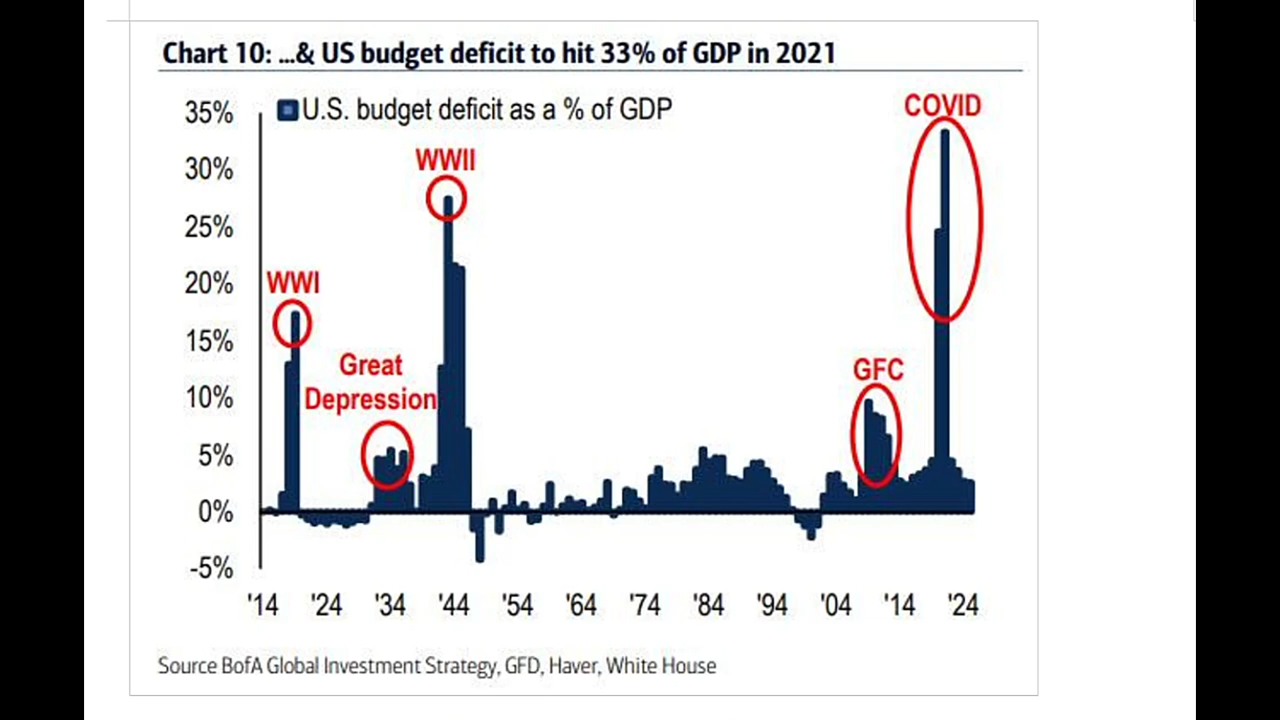 Chart 10: ...& US budget deficit to hit 33% of GDP in 2021
U.S. budget deficit as a % of GDP
35%
30%
25%
20%
15%
10%
5%
0%
-5%
WWI
Great
Depression
WWII
GFC
COVID
'14 '24 '34 '44 '54 '64 '74 '84 '94 '04 '14 '24
Source BofA Global Investment Strategy, GFD, Haver, White House